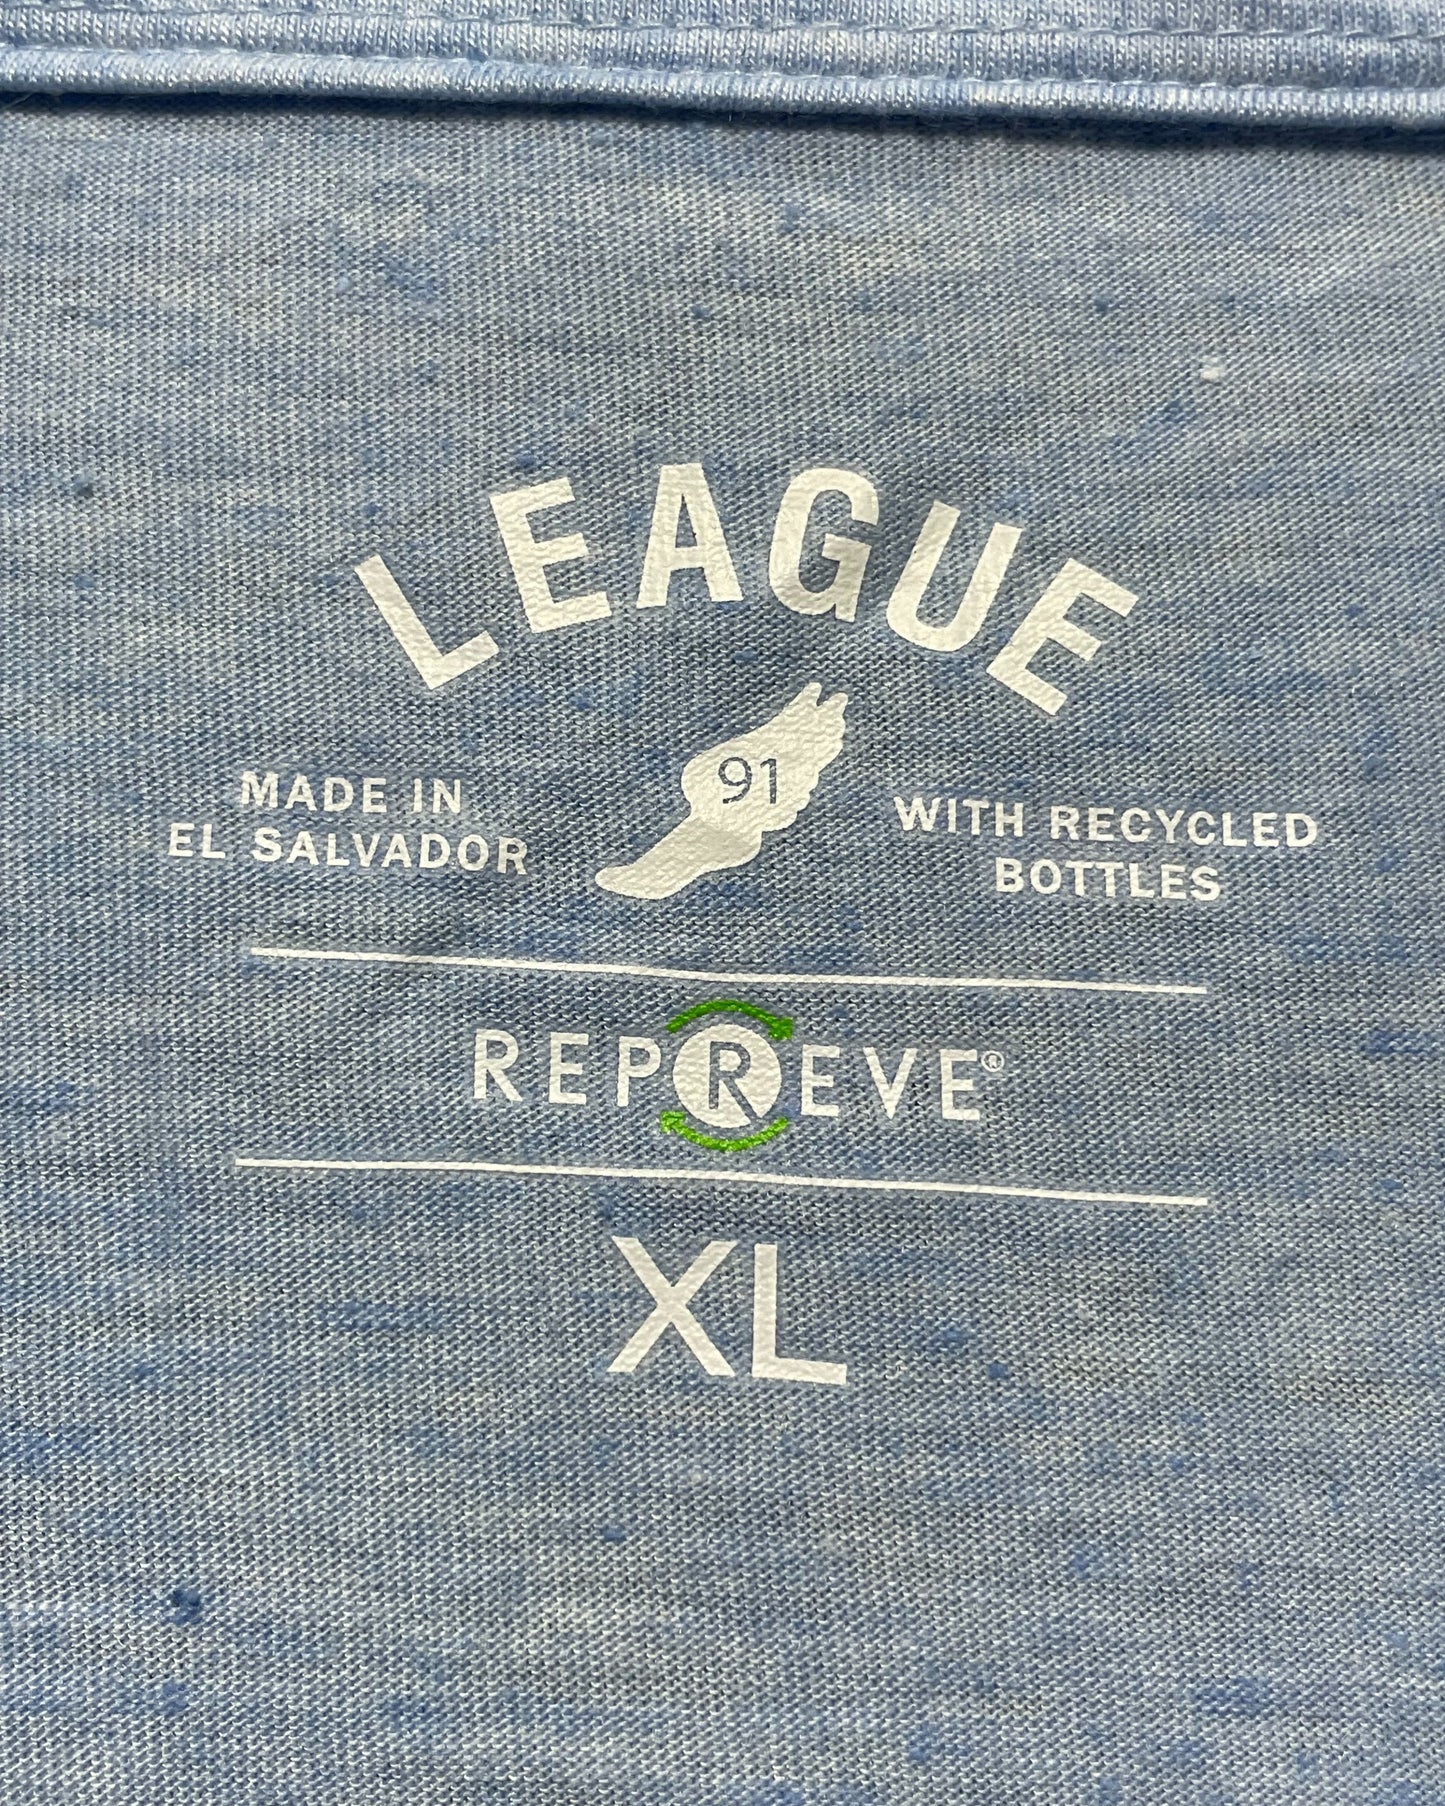 LEAGUE
91
MADE IN
EL SALVADOR
WITH RECYCLED
BOTTLES
REPREVE®
XL